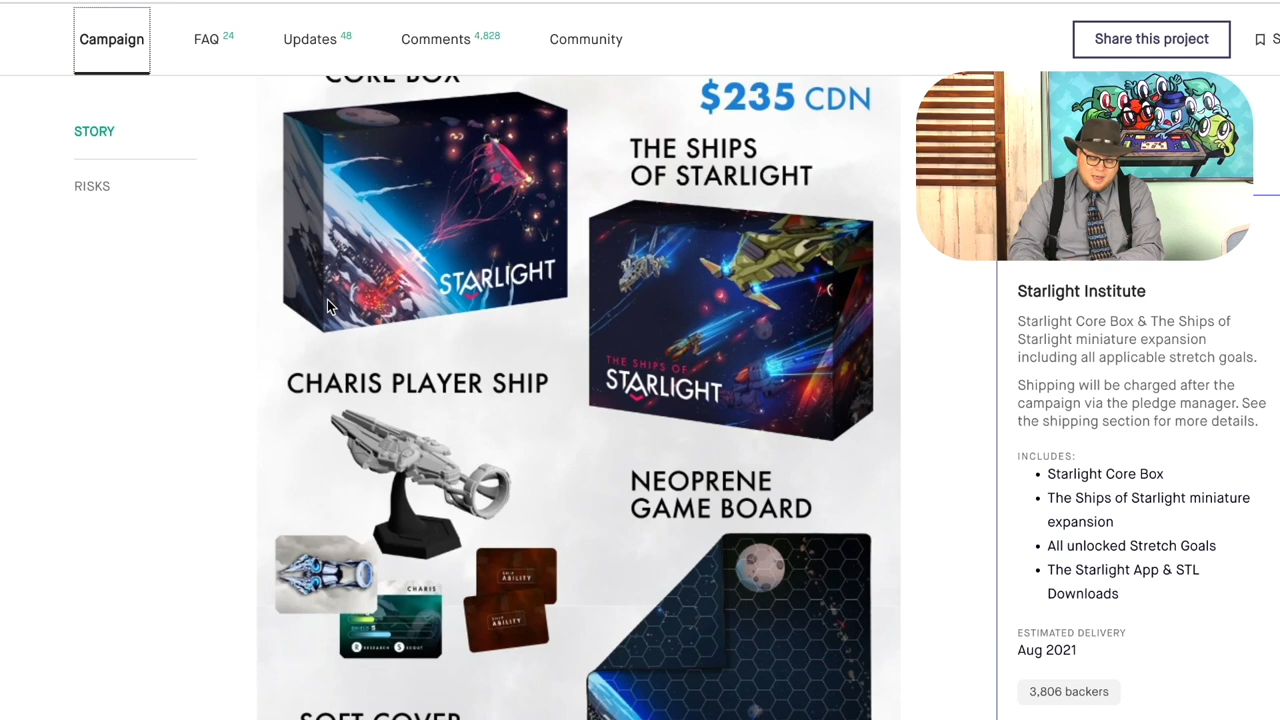 Campaign
FAQ 24
Updates 48
Comments 4,828
Community
Share this project
S
STORY
RISKS
CORE BOX
$235 CDN
THE SHIPS
OF STARLIGHT
STARLIGHT
THE SHIPS OF
STARLIGHT
CHARIS PLAYER SHIP
NEOPRENE
GAME BOARD
CHARIS
SHIELD 5
R RESEARCH S SCOUT
SHIP
ABILITY
SHIP
ABILITY
SOFT COVER
Starlight Institute
Starlight Core Box & The Ships of
Starlight miniature expansion
including all applicable stretch goals.
Shipping will be charged after the
campaign via the pledge manager. See
the shipping section for more details.
INCLUDES:
• Starlight Core Box
• The Ships of Starlight miniature
expansion
• All unlocked Stretch Goals
• The Starlight App & STL
Downloads
ESTIMATED DELIVERY
Aug 2021
3,806 backers